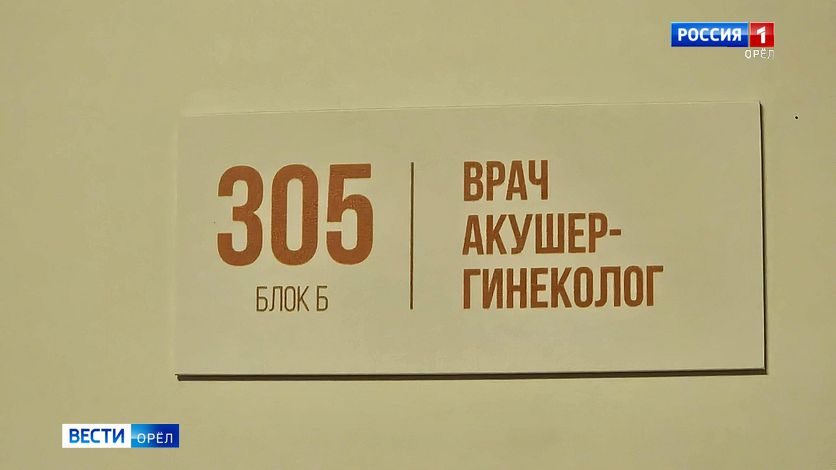 РОССИЯ 1
ОРЁЛ
305
БЛОК Б
ВРАЧ
АКУШЕР-
ГИНЕКОЛОГ
ВЕСТИ ОРЁЛ